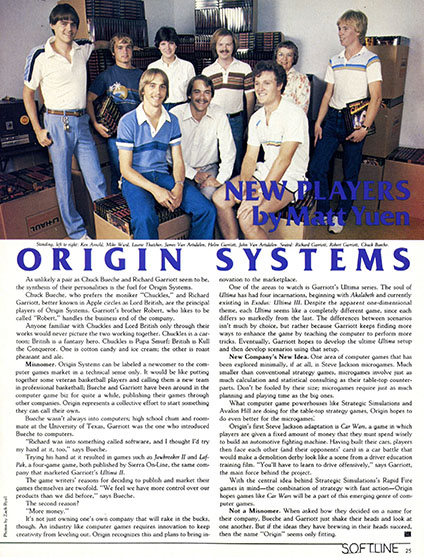 NEW PLAYERS
by Matt Yuen
Standing, left to right: Ken Arnold, Mike Ward, Laura Thatcher, James Van Artsdalen, Helen Garriott, John Van Artsdalen. Seated: Richard Garriott, Robert Garriott, Chuck Bueche.
ORIGIN SYSTEMS
As unlikely a pair as Chuck Bueche and Richard Garriott seem to be,
the synthesis of their personalities is the fuel for Origin Systems.
Chuck Bueche, who prefers the moniker "Chuckles," and Richard
Garriott, better known in Apple circles as Lord British, are the principal
players of Origin Systems. Garriott's brother Robert, who likes to be
called "Robert," handles the business end of the company.
Anyone familiar with Chuckles and Lord British only through their
works would never picture the two working together. Chuckles is a car-
toon; British is a fantasy hero. Chuckles is Pupa Smurf; British is Kull
the Conqueror. One is cotton candy and ice cream; the other is roast
pheasant and ale.
Misnomer. Origin Systems can be labeled a newcomer to the com-
puter games market in a technical sense only. It would be like putting
together some veteran basketball players and calling them a new team
in professional basketball; Bueche and Garriott have been around in the
computer game biz for quite a while, publishing their games through
other companies. Origin represents a collective effort to start something
they can call their own.
Bueche wasn't always into computers; high school chum and room-
mate at the University of Texas, Garriott was the one who introduced
Bueche to computers.
"Richard was into something called software, and I thought I'd try
my hand at it, too," says Bueche.
Trying his hand at it resulted in games such as Jawbreaker II and Laf-
Pak, a four-game game, both published by Sierra On-Line, the same com-
pany that marketed Garriott's Ultima II.
The game writers' reasons for deciding to publish and market their
games themselves are twofold. "We feel we have more control over our
products than we did before," says Bueche.
The second reason?
"More money."
It's not just owning one's own company that will rake in the bucks,
though. An industry like computer games requires innovation to keep
creativity from leveling out. Origin recognizes this and plans to bring in-
novation to the marketplace.
One of the areas to watch is Garriott's Ultima series. The soul of
Ultima has had four incarnations, beginning with Akalabeth and currently
existing in Exodus: Ultima III. Despite the apparent one-dimensional
theme, each Ultima seems like a completely different game, since each
differs so markedly from the last. The differences between scenarios
isn't much by choice, but rather because Garriott keeps finding more
ways to enhance the game by teaching the computer to perform more
tricks. Eventually, Garriott hopes to develop the ultimate Ultima setup
and then develop scenarios using that setup.
New Company's New Idea. One area of computer games that has
been explored minimally, if at all, is Steve Jackson microgames. Much
smaller than conventional strategy games, microgames involve just as
much calculation and statistical consulting as their table-top counter-
parts. Don't be fooled by their size; microgames require just as much
planning and playing time as the big ones.
What computer game powerhouses like Strategic Simulations and
Avalon Hill are doing for the table-top strategy games, Origin hopes to
do even better for the microgames.
Origin's first Steve Jackson adaptation is Car Wars, a game in which
players are given a fixed amount of money that they must spend wisely
to build an automotive fighting machine. Having built their cars, players
then face each other (and their opponents' cars) in a car battle that
would make a demolition derby look like a scene from a driver education
training film. "You'll have to learn to drive offensively," says Garriott,
the main force behind the project.
With the central idea behind Strategic Simulations's Rapid Fire
games in mind—the combination of strategy with fast action—Origin
hopes games like Car Wars will be a part of this emerging genre of com-
puter games.
Not a Misnomer. When asked how they decided on a name for
their company, Bueche and Garriott just shake their heads and look at
one another. But if the ideas they have brewing in their heads succeed,
then the name "Origin" seems only fitting.
SOFTLINE 25